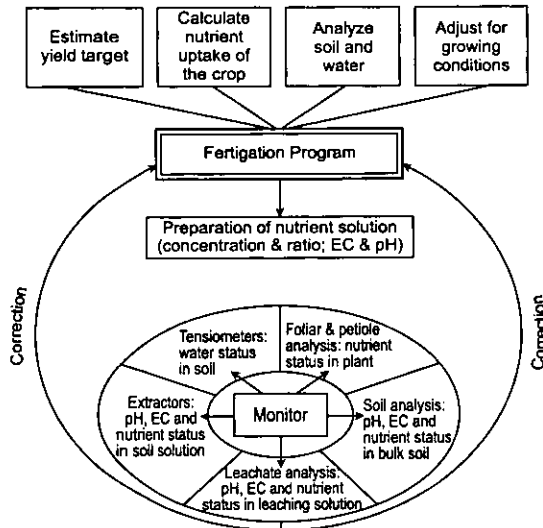 Estimate
yield target
Calculate
nutrient
uptake of
the crop
Analyze
soil and
water
Adjust for
growing
conditions
Fertigation Program
Preparation of nutrient solution
(concentration & ratio; EC & pH)
Correction
Correction
Tensiometers:
water status
in soil
Foliar & petiole
analysis: nutrient
status in plant
Extractors:
pH, EC and
nutrient status
in soil solution
Monitor
Soil analysis:
pH, EC and
nutrient status
in bulk soil
Leachate analysis:
pH, EC and nutrient
status in leaching solution